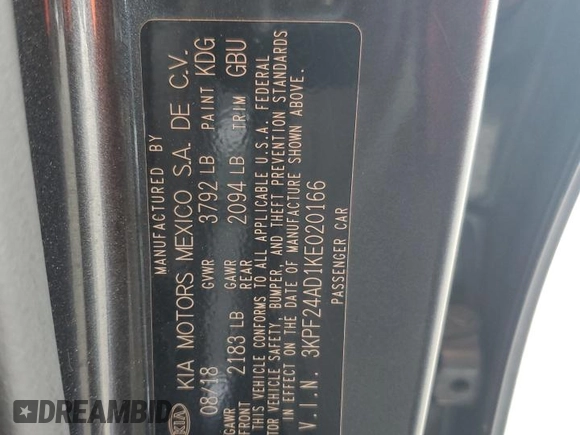 MANUFACTURED BY
KIA KIA MOTORS MEXICO S.A. DE C.V.
08/18 GVWR 3792 LB PAINT KDG
GAWR FRONT 2183 LB GAWR REAR 2094 LB TRIM GBU
THIS VEHICLE CONFORMS TO ALL APPLICABLE U.S.A. FEDERAL
MOTOR VEHICLE SAFETY, BUMPER, AND THEFT PREVENTION STANDARDS
IN EFFECT ON THE DATE OF MANUFACTURE SHOWN ABOVE.
V.I.N. 3KPF24AD1KE020166
PASSENGER CAR
DREAMBID